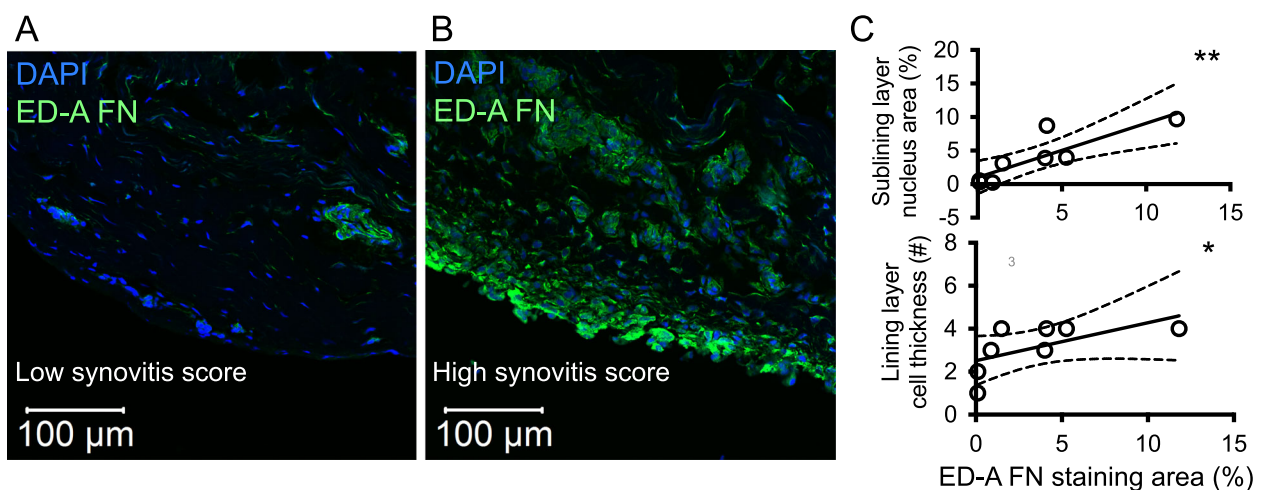 A
DAPI
ED-A FN
Low synovitis score
100 μm
B
DAPI
ED-A FN
High synovitis score
100 μm
C
Sublining layer
nucleus area (%)
20
15
10
5
0
-5
5
10
15
**
Lining layer
cell thickness (#)
8
6
4
2
0
3
*
0
5
10
15
ED-A FN staining area (%)